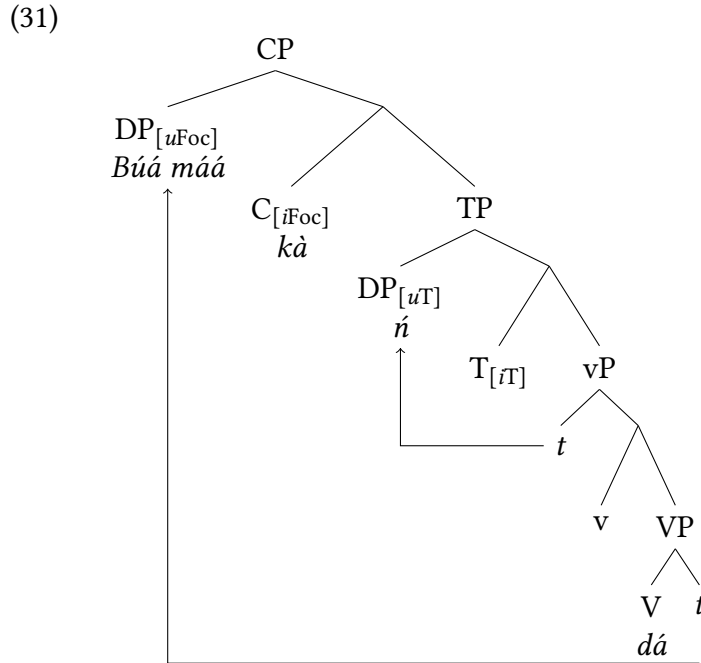 (31)
CP
DP[uFoc]
Búá máá
C[iFoc]
kà
TP
DP[uT]
ń
T[iT]
vP
t
v
VP
V
t
dá